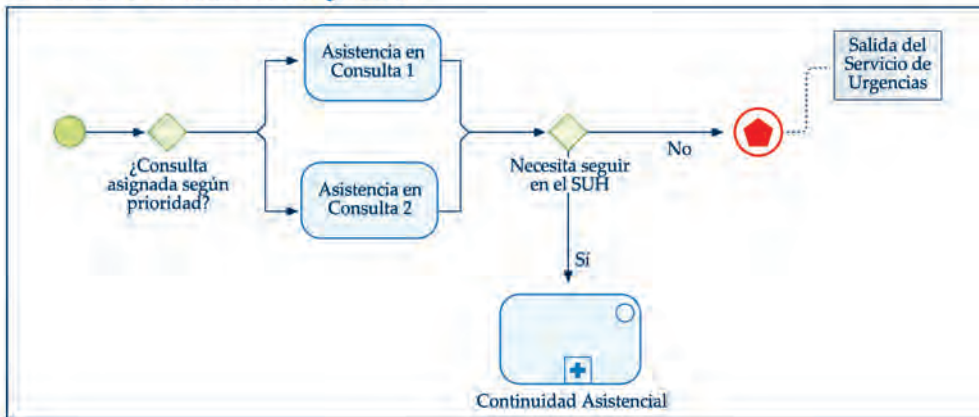 ¿Consulta
asignada según
prioridad?
Asistencia en
Consulta 1
Asistencia en
Consulta 2
Necesita seguir
en el SUH
No
Sí
Salida del
Servicio de
Urgencias
Continuidad Asistencial